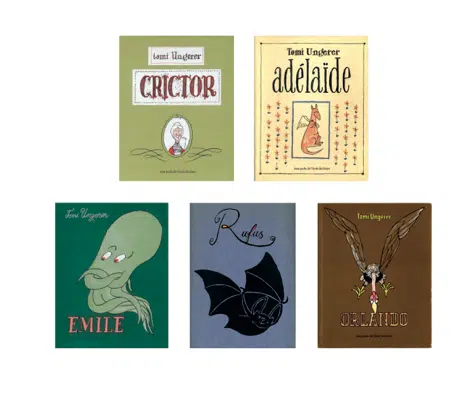 tomi Ungerer
CRICTOR
Tomi Ungerer
adélaïde
Tomi Ungerer
EMILE
Rufus
Tomi Ungerer
ORLANDO